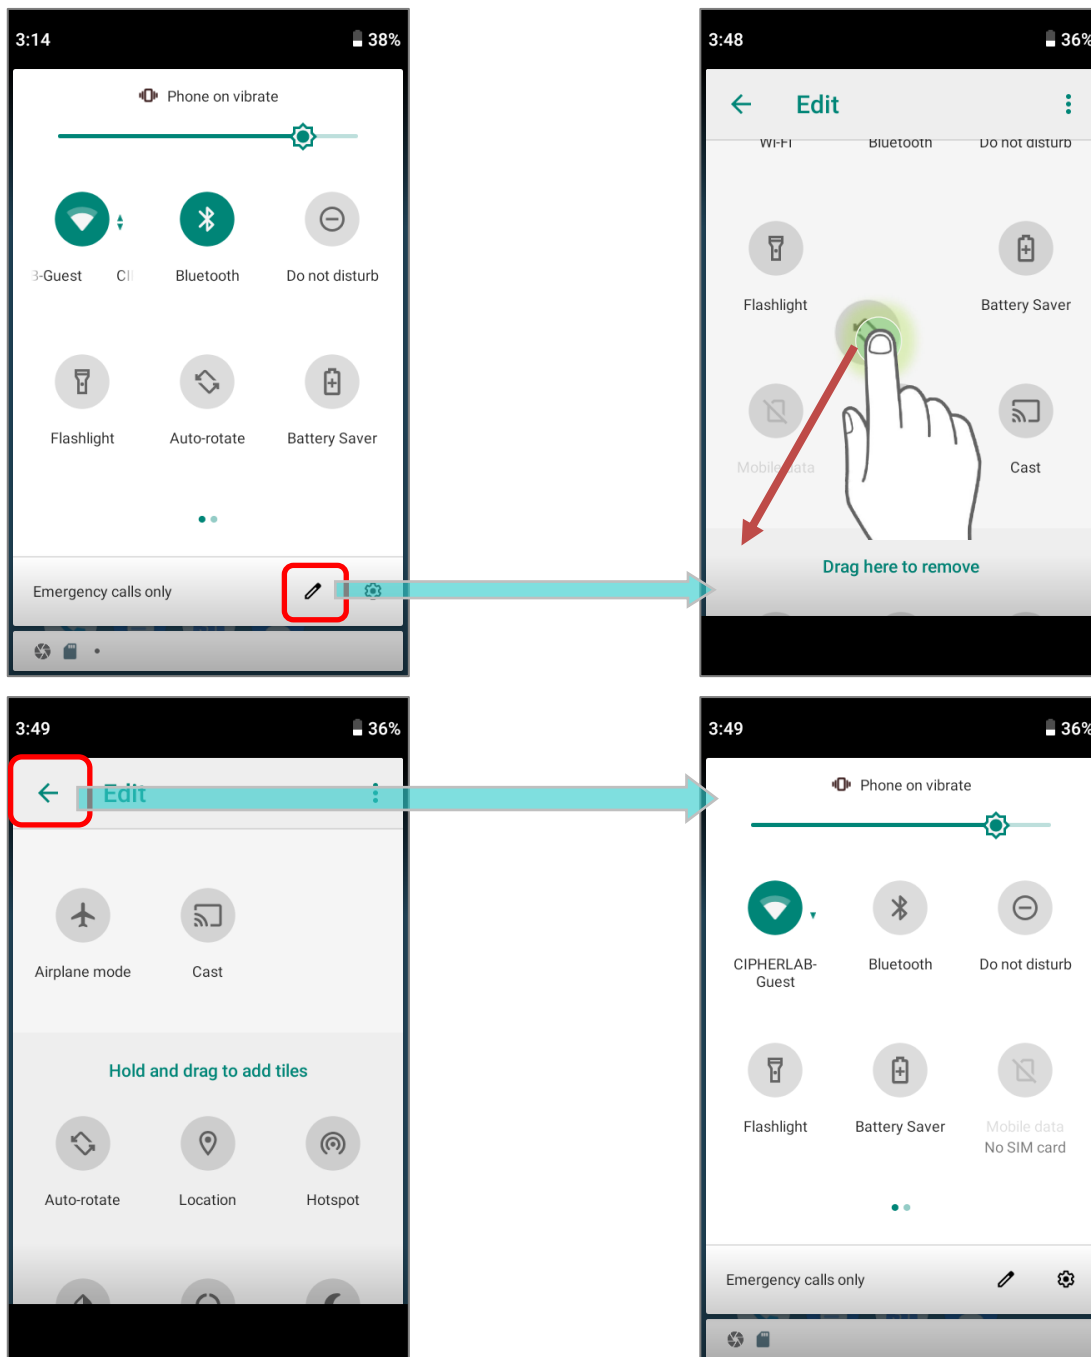 3:14
38%
Phone on vibrate
3-Guest
Bluetooth
Do not disturb
Flashlight
Auto-rotate
Battery Saver
Emergency calls only
3:48
36%
Edit
Wi-Fi
Bluetooth
Do not disturb
Flashlight
Battery Saver
Mobile data
Cast
Drag here to remove
3:49
36%
Edit
Airplane mode
Cast
Hold and drag to add tiles
Auto-rotate
Location
Hotspot
3:49
36%
Phone on vibrate
CIPHERLAB-
Guest
Bluetooth
Do not disturb
Flashlight
Battery Saver
Mobile data
No SIM card
Emergency calls only